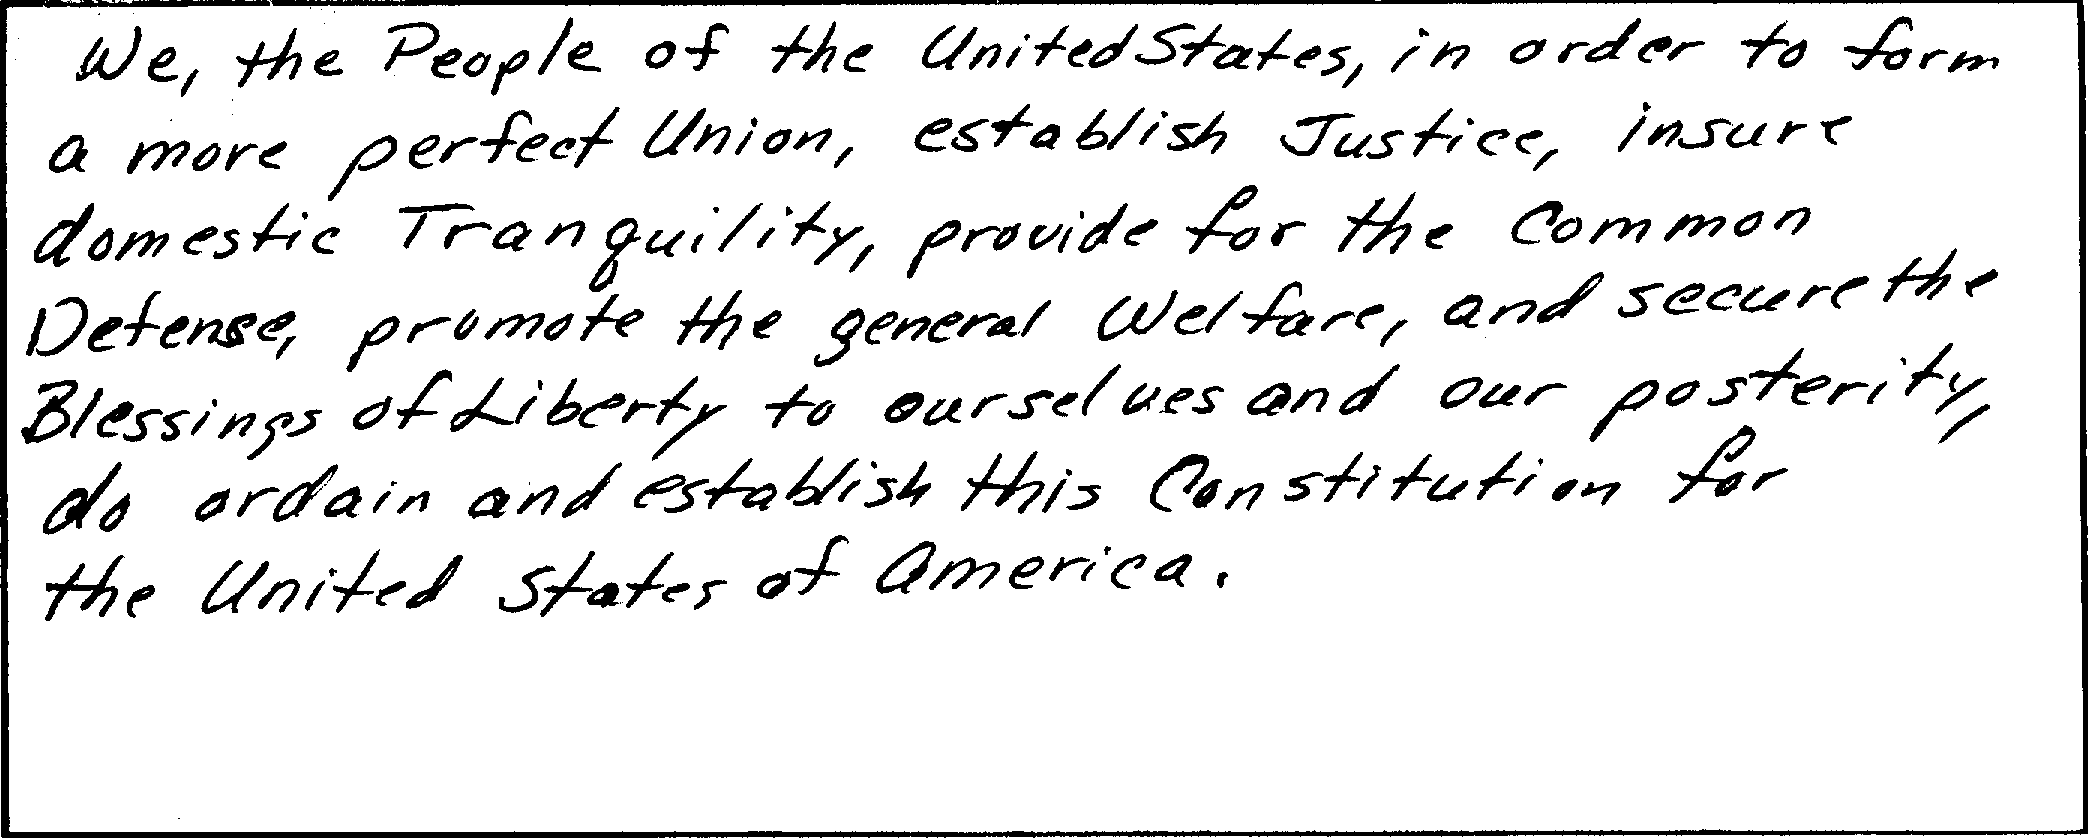 We, the People of the United States, in order to form
a more perfect Union, establish Justice, insure
domestic Tranquility, provide for the Common
Defense, promote the general Welfare, and secure the
Blessings of Liberty to ourselves and our posterity,
do ordain and establish this Constitution for
the United States of America.